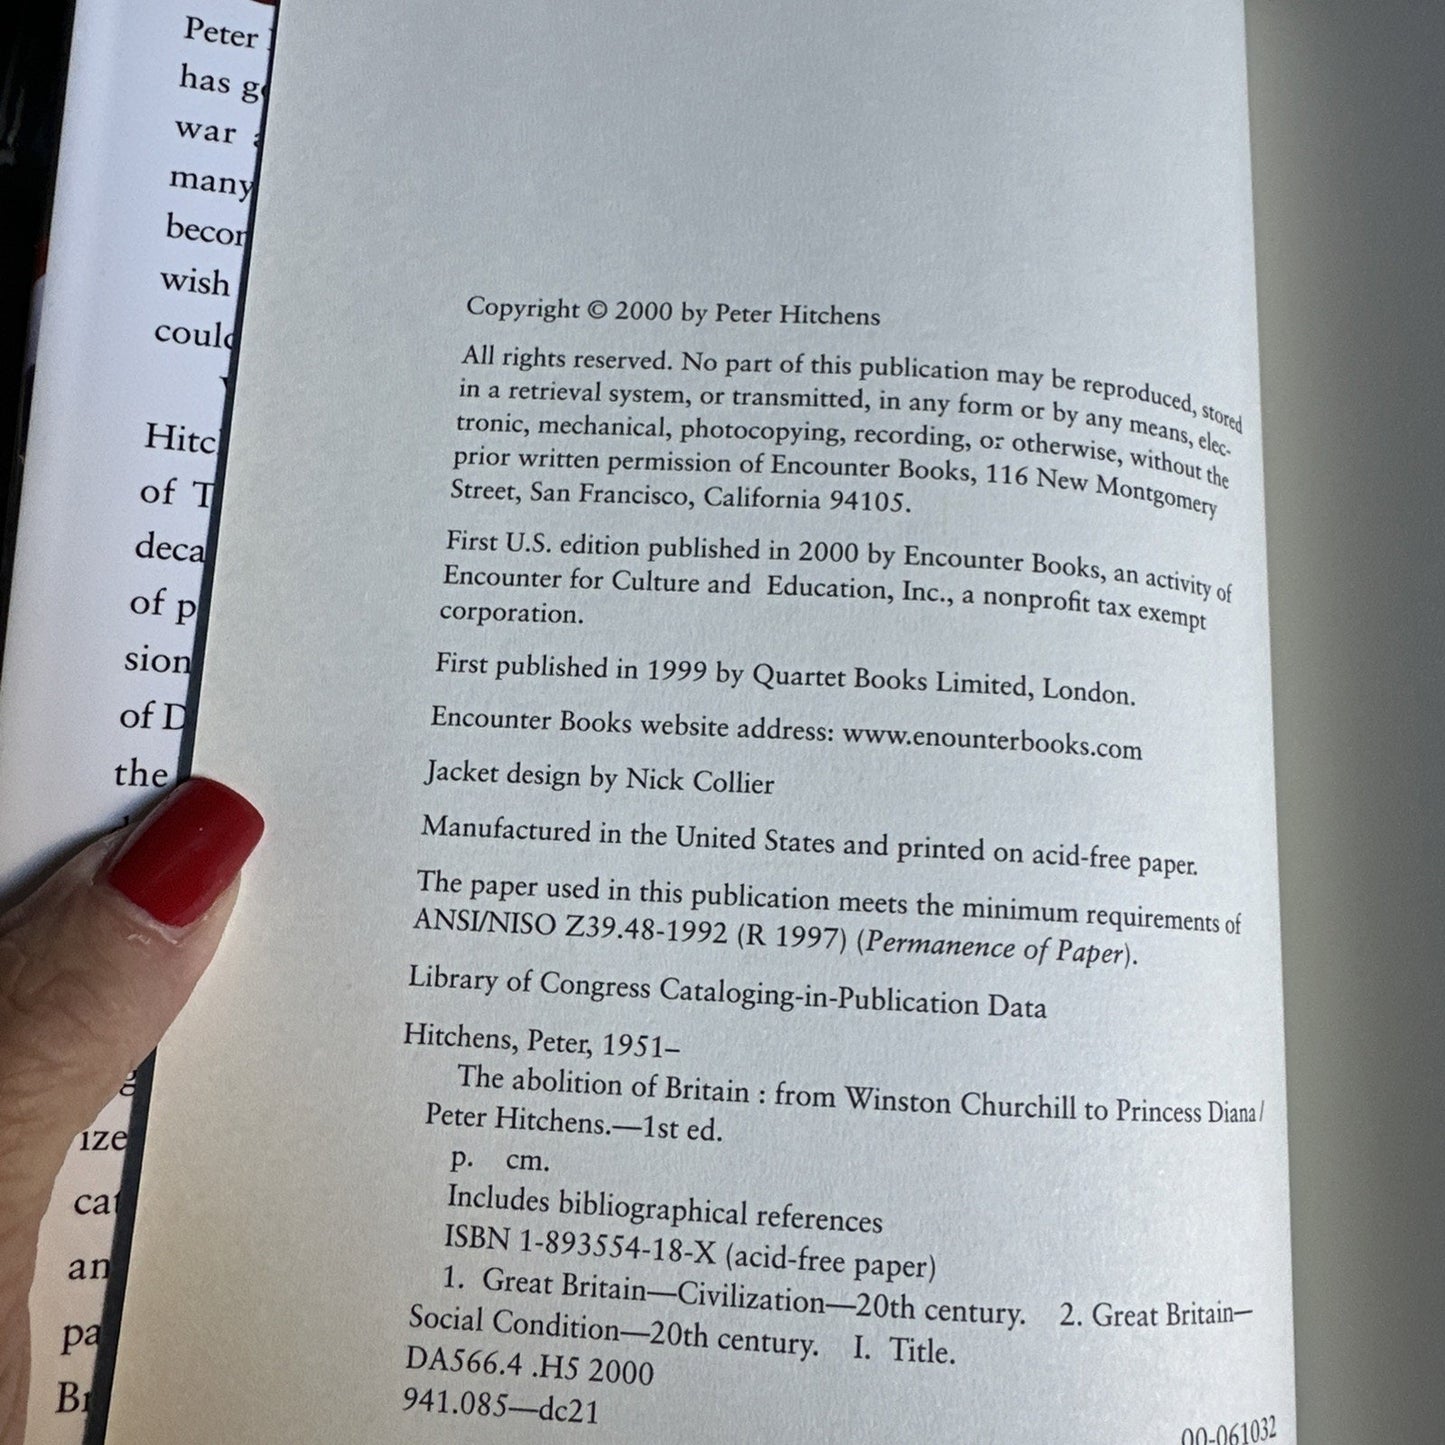 Peter
has
war
many
wish
Hitc
of
of
of
the
ize
an
pa
Copyright © 2000 by Peter Hitchens
All rights reserved. No part of this publication may be reproduced, stored
in a retrieval system, or transmitted, in any form or by any means, elec-
tronic, mechanical, photocopying, recording, or otherwise, without the
prior written permission of Encounter Books, 116 New Montgomery
Street, San Francisco, California 94105.
First U.S. edition published in 2000 by Encounter Books, an activity of
Encounter for Culture and Education, Inc., a nonprofit tax exempt
corporation.
First published in 1999 by Quartet Books Limited, London.
Encounter Books website address: www.enounterbooks.com
Jacket design by Nick Collier
Manufactured in the United States and printed on acid-free paper.
The paper used in this publication meets the minimum requirements of
ANSI/NISO Z39.48-1992 (R 1997) (Permanence of Paper).
Library of Congress Cataloging-in-Publication Data
Hitchens, Peter, 1951–
The abolition of Britain : from Winston Churchill to Princess Diana/
Peter Hitchens.—1st ed.
p. cm.
Includes bibliographical references
ISBN 1-893554-18-X (acid-free paper)
1. Great Britain—Civilization—20th century. 2. Great Britain—
Social Condition—20th century. I. Title.
DA566.4 .H5 2000
941.085—dc21
00-061032